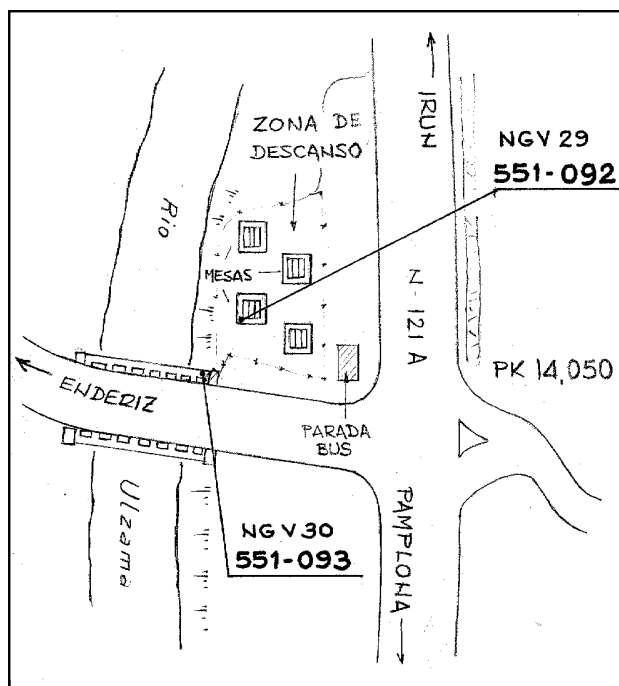 IRUN
ZONA DE
DESCANSO
NGV 29
551-092
Rio
MESAS
N-121 A
PK 14,050
ENDERIZ
PARADA
BUS
Ulzama
NGV 30
551-093
PAMPLONA